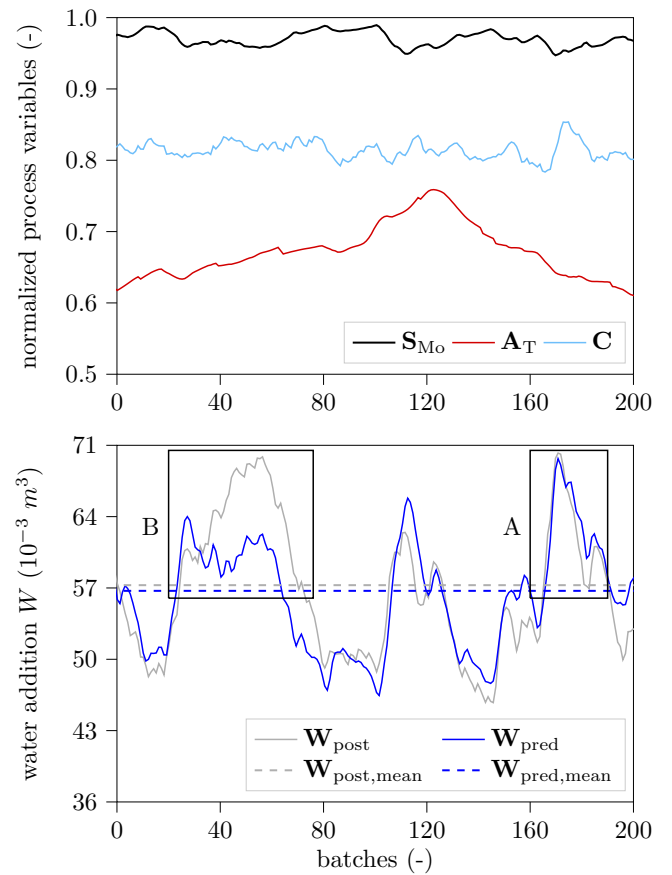 normalized process variables (-)
1.0
0.9
0.8
0.7
0.6
0.5
S_Mo A_T C
0 40 80 120 160 200
water addition W (10⁻³ m³)
71
64
57
50
43
36
B
A
W_post W_pred
W_post,mean W_pred,mean
0 40 80 120 160 200
batches (-)